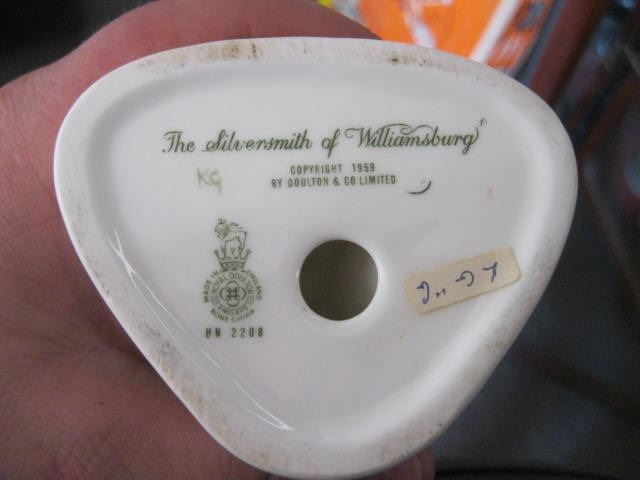 The Silversmith of Williamsburg
COPYRIGHT 1959
BY DOULTON & CO LIMITED
KG
MADE IN ENGLAND
ROYAL DOULTON
ENGLAND
BONE CHINA
HN 2208